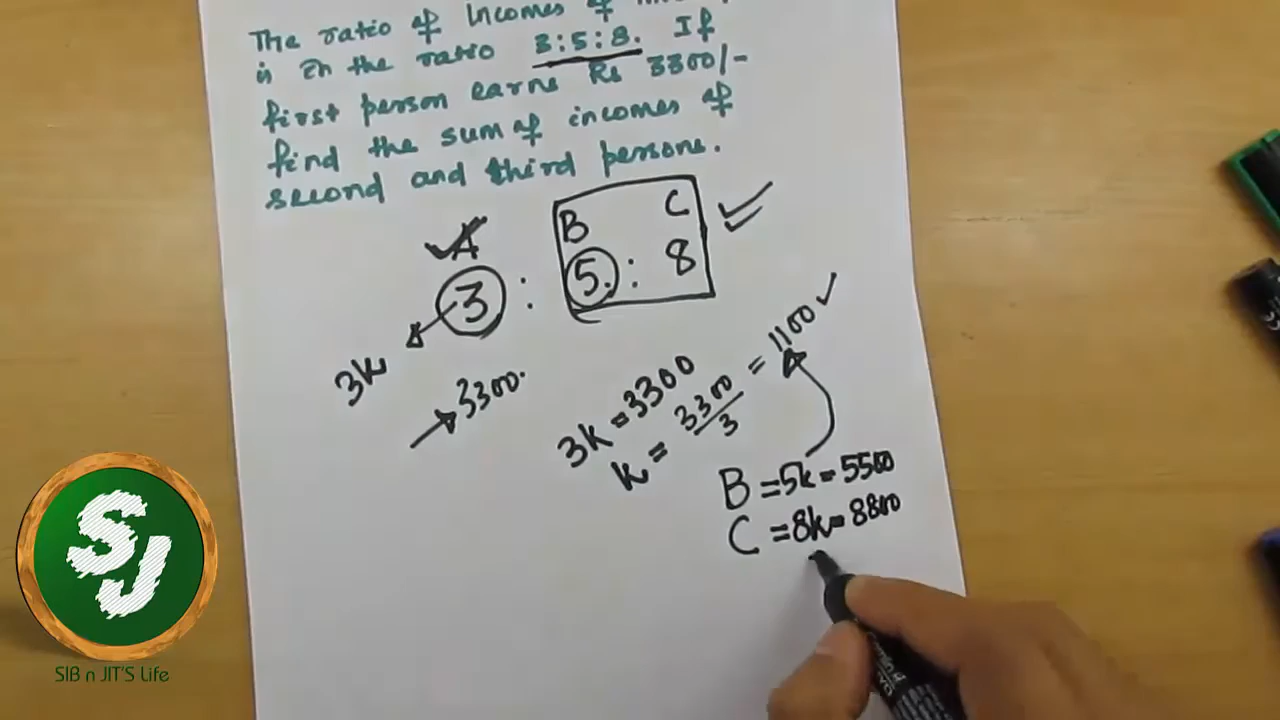 The ratio of Incomes of
is in the ratio 3:5:8. If
first person earns Rs 3300/-
find the sum of incomes of
second and third persons.
A B C
3 : 5 : 8
3k
3300.
3k = 3300
k = 3300/3 = 1100
B = 5k = 5500
C = 8k = 8800
SJ
SIB n JIT'S Life